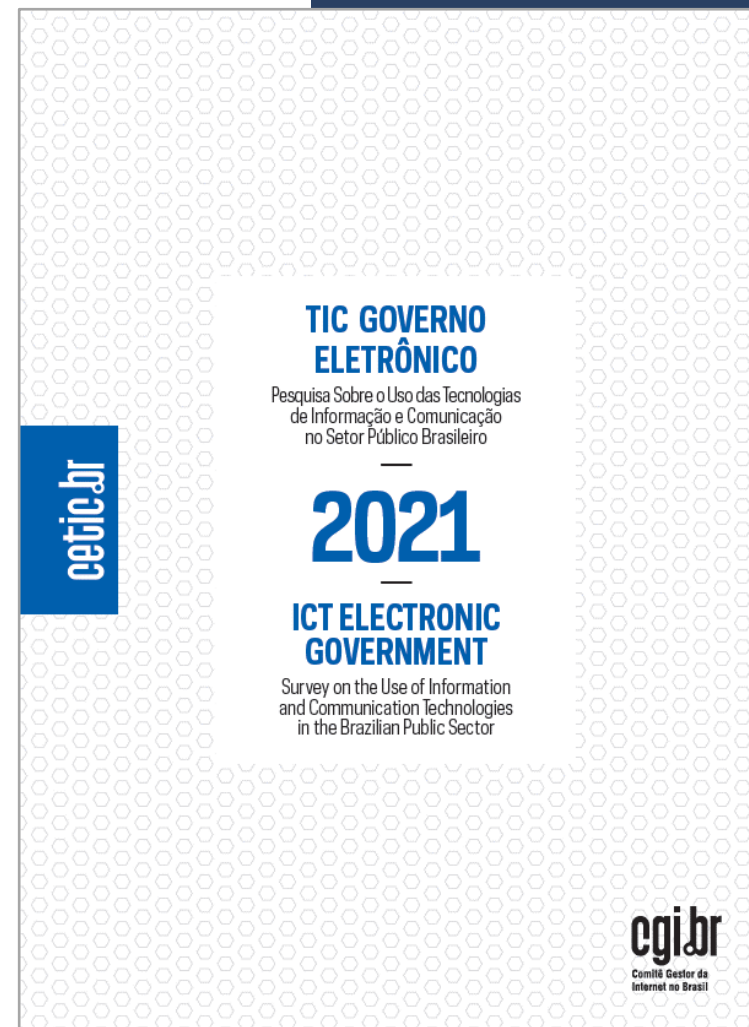 TIC GOVERNO
ELETRÔNICO
Pesquisa Sobre o Uso das Tecnologias
de Informação e Comunicação
no Setor Público Brasileiro
2021
ICT ELECTRONIC
GOVERNMENT
Survey on the Use of Information
and Communication Technologies
in the Brazilian Public Sector
cetic.br
cgi.br
Comitê Gestor da
Internet no Brasil